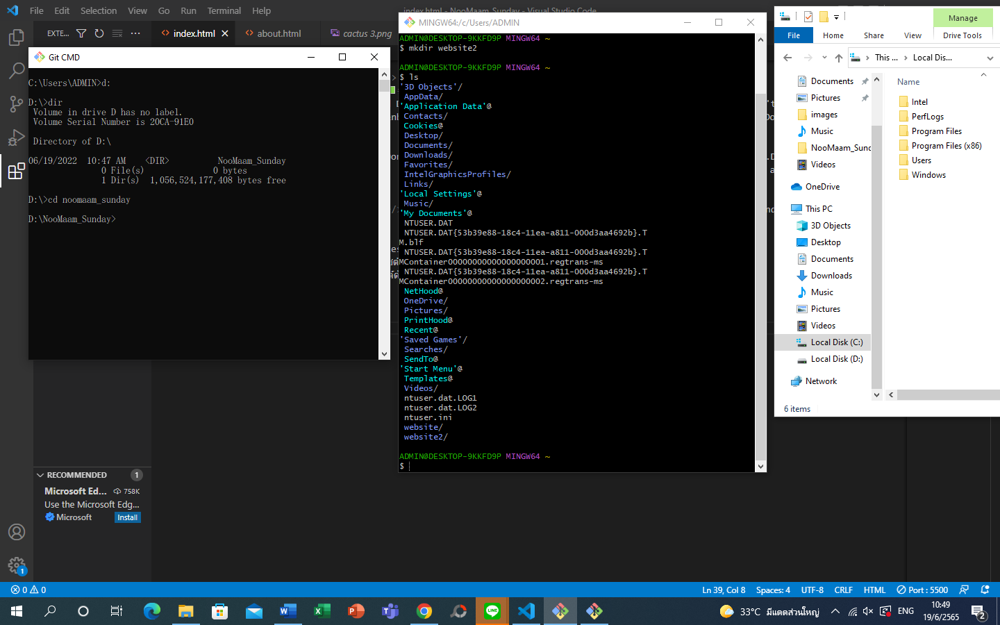 File Edit Selection View Go Run Terminal Help
index.html - NooMaam_Sunday - Visual Studio Code
EXTE...
index.html
about.html
cactus 3.png
Git CMD
C:\Users\ADMIN>d:
D:\>dir
Volume in drive D has no label.
Volume Serial Number is 20CA-91E0
Directory of D:\
06/19/2022 10:47 AM <DIR> NooMaam_Sunday
0 File(s) 0 bytes
1 Dir(s) 1,056,524,177,408 bytes free
D:\>cd noomaam_sunday
D:\NooMaam_Sunday>
MINGW64:/c/Users/ADMIN
ADMIN@DESKTOP-9KKFD9P MINGW64 ~
$ mkdir website2
ADMIN@DESKTOP-9KKFD9P MINGW64 ~
$ ls
'3D Objects'/
AppData/
'Application Data'@
Contacts/
Cookies@
Desktop/
Documents/
Downloads/
Favorites/
IntelGraphicsProfiles/
Links/
'Local Settings'@
Music/
'My Documents'@
NTUSER.DAT
NTUSER.DAT{53b39e88-18c4-11ea-a811-000d3aa4692b}.T
M.blf
NTUSER.DAT{53b39e88-18c4-11ea-a811-000d3aa4692b}.T
MContainer00000000000000000001.regtrans-ms
NTUSER.DAT{53b39e88-18c4-11ea-a811-000d3aa4692b}.T
MContainer00000000000000000002.regtrans-ms
NetHood@
OneDrive/
Pictures/
PrintHood@
Recent@
'Saved Games'/
Searches/
SendTo@
'Start Menu'@
Templates@
Videos/
ntuser.dat.LOG1
ntuser.dat.LOG2
ntuser.ini
website/
website2/
ADMIN@DESKTOP-9KKFD9P MINGW64 ~
$
Manage
File Home Share View Drive Tools
This ... > Local Dis...
Documents
Pictures
images
Music
NooMaam_Sunc
Videos
OneDrive
This PC
3D Objects
Desktop
Documents
Downloads
Music
Pictures
Videos
Local Disk (C:)
Local Disk (D:)
Network
Name
Intel
PerfLogs
Program Files
Program Files (x86)
Users
Windows
6 items
RECOMMENDED 1
Microsoft Ed... 758K
Use the Microsoft Edg...
Microsoft Install
1
0 0
Ln 39, Col 8 Spaces: 4 UTF-8 CRLF HTML Port : 5500
LINE
33°C มีแดดส่วนใหญ่
ENG
10:49
19/6/2565
2